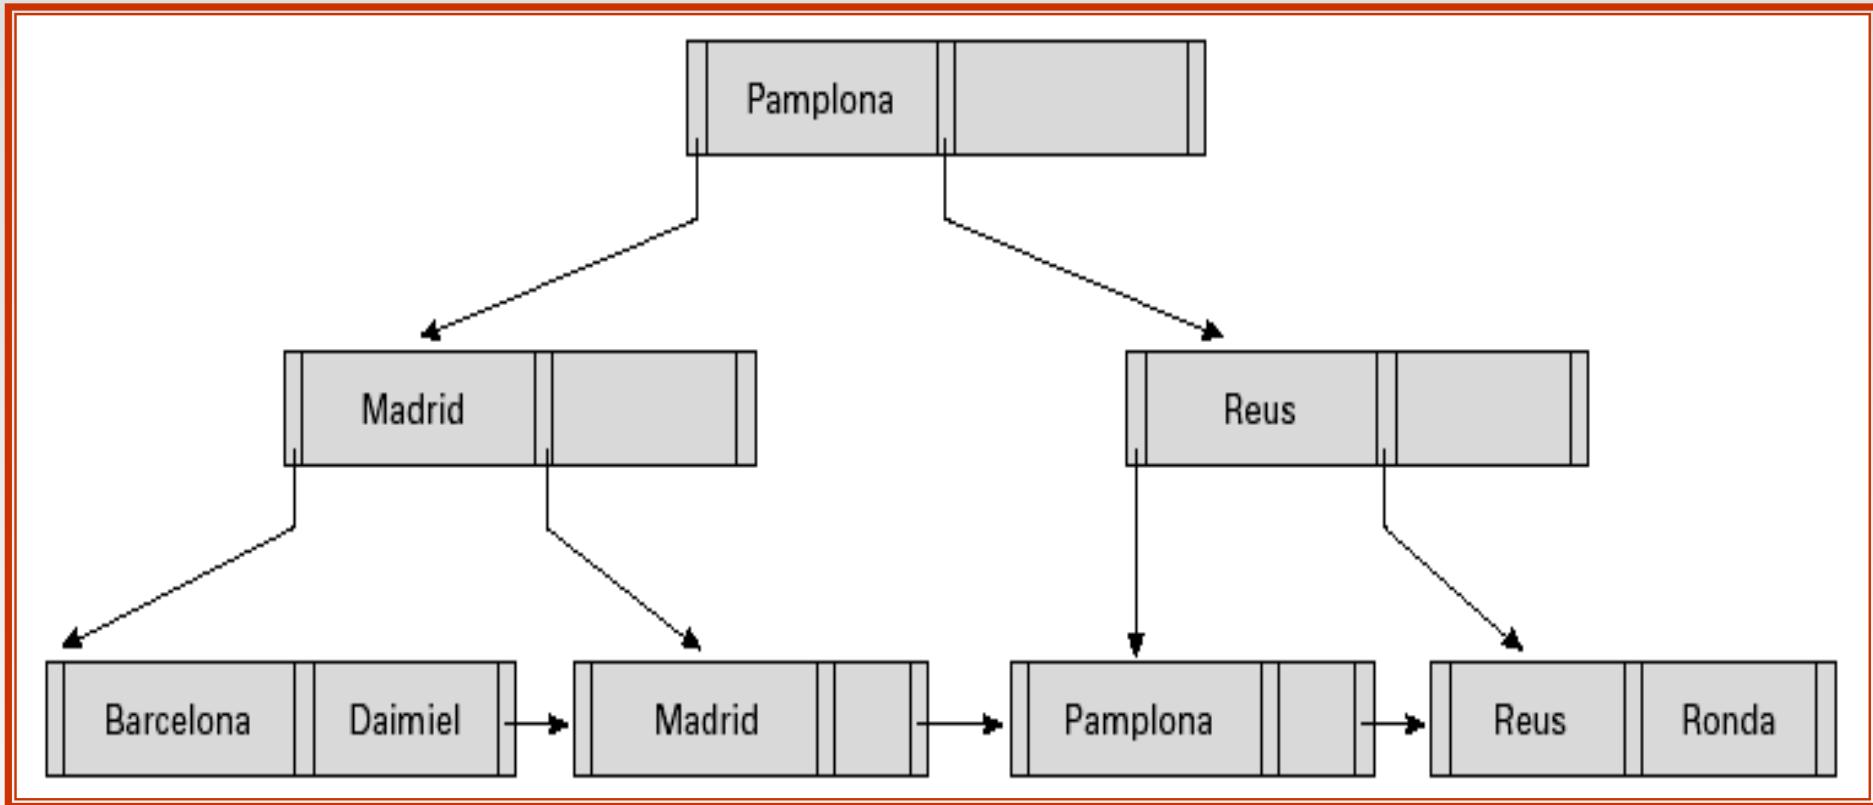 Pamplona
Madrid
Reus
Barcelona Daimiel
Madrid
Pamplona
Reus Ronda